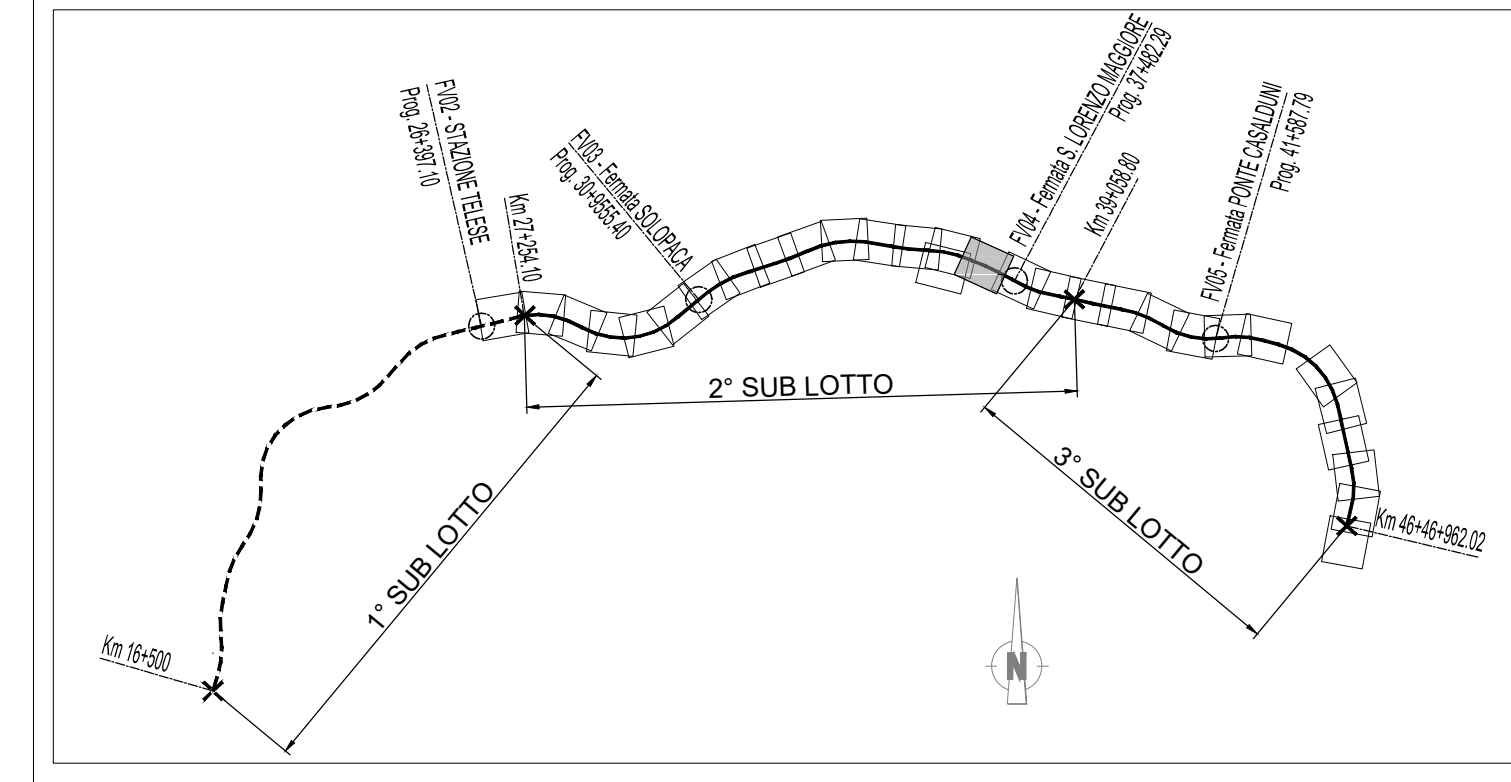 FV02 - STAZIONE TELESE
Prog. 26+397.10
Km 27+254.10
FV03 - Fermata SOLOPACA
Prog. 30+9555.40
FV04 - Fermata S. LORENZO MAGGIORE
Prog. 37+482.29
Km 39+058.80
FV05 - Fermata PONTE CASALDUNI
Prog. 41+587.79
2° SUB LOTTO
1° SUB LOTTO
3° SUB LOTTO
Km 46+46+962.02
Km 16+500
N